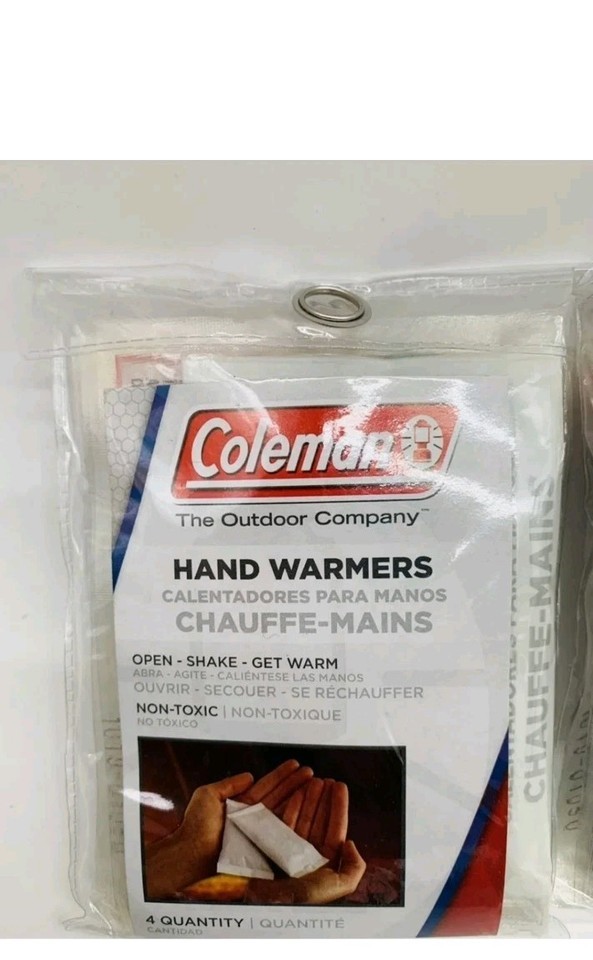 Coleman
The Outdoor Company™
HAND WARMERS
CALENTADORES PARA MANOS
CHAUFFE-MAINS
OPEN - SHAKE - GET WARM
ABRA - AGITE - CALIÉNTESE LAS MANOS
OUVRIR - SECOUER - SE RÉCHAUFFER
NON-TOXIC | NON-TOXIQUE
NO TÓXICO
4 QUANTITY | QUANTITÉ
CANTIDAD
CHAUFFE-MAINS